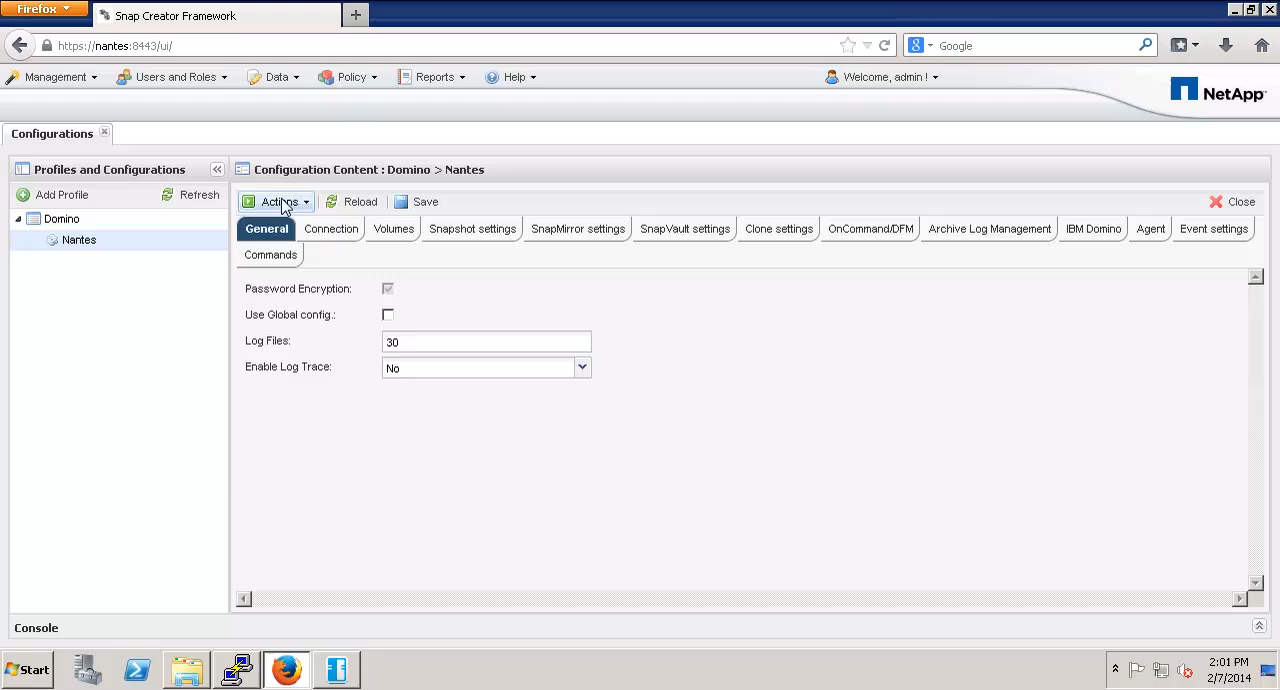 Firefox
Snap Creator Framework
https://nantes:8443/ui/
Google
Management
Users and Roles
Data
Policy
Reports
Help
Welcome, admin !
NetApp
Configurations
Profiles and Configurations
Configuration Content : Domino > Nantes
Add Profile
Refresh
Actions
Reload
Save
Close
Domino
Nantes
General
Connection
Volumes
Snapshot settings
SnapMirror settings
SnapVault settings
Clone settings
OnCommand/DFM
Archive Log Management
IBM Domino
Agent
Event settings
Commands
Password Encryption:
Use Global config.:
Log Files:
30
Enable Log Trace:
No
Console
Start
2:01 PM
2/7/2014